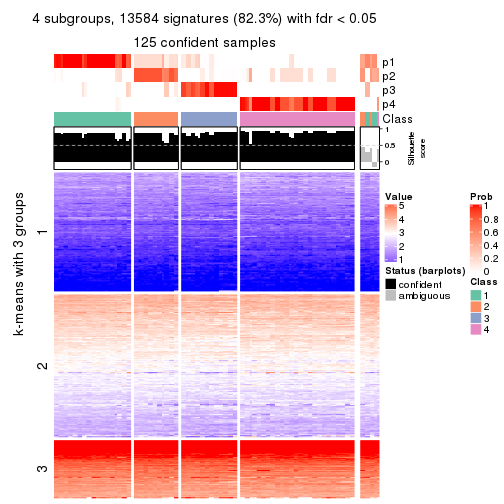 4 subgroups, 13584 signatures (82.3%) with fdr < 0.05
125 confident samples
p1
p2
p3
p4
Class
1
0.5
0
Silhouette
score
k-means with 3 groups
1
2
3
Value
5
4
3
2
1
Status (barplots)
confident
ambiguous
Prob
1
0.8
0.6
0.4
0.2
0
Class
1
2
3
4